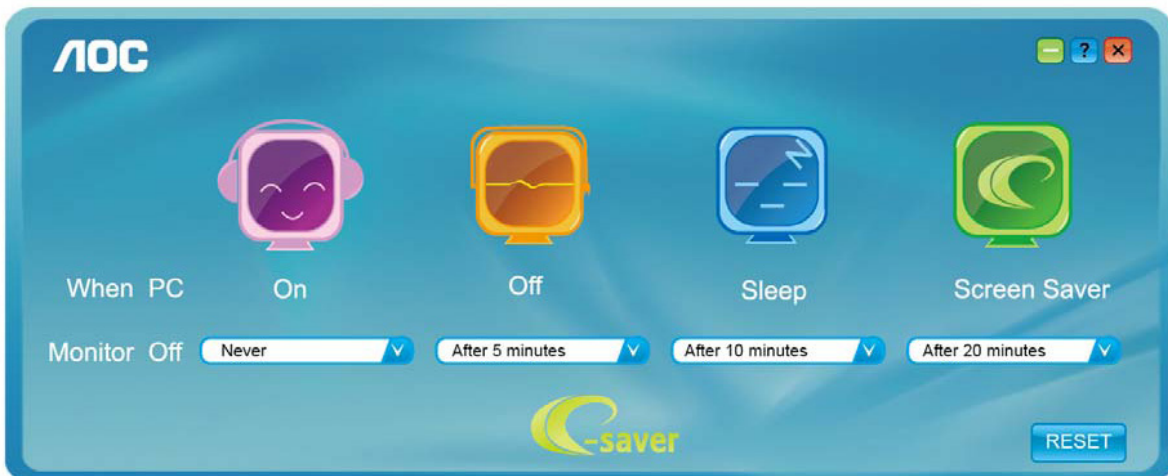 AOC
?
When PC On Off Sleep Screen Saver
Monitor Off Never After 5 minutes After 10 minutes After 20 minutes
e-saver
RESET